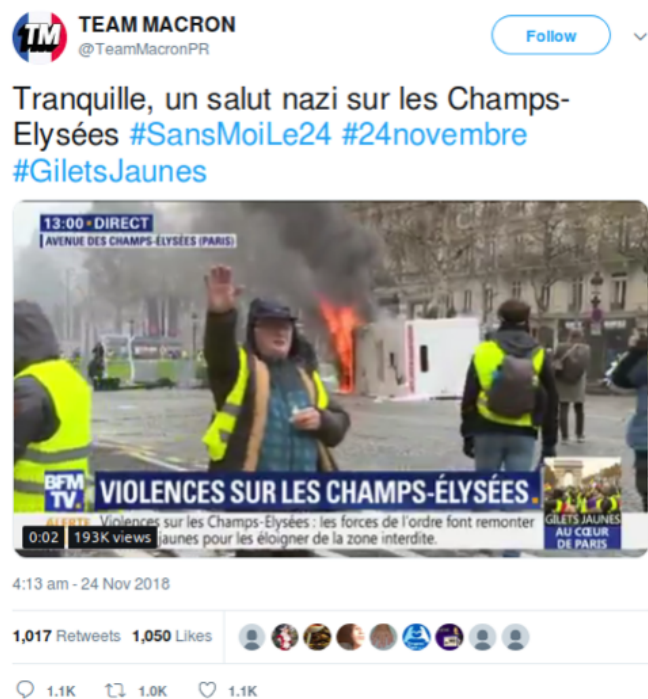 TM
TEAM MACRON
@TeamMacronPR
Follow
Tranquille, un salut nazi sur les Champs-
Elysées #SansMoiLe24 #24novembre
#GiletsJaunes
13:00 DIRECT
AVENUE DES CHAMPS-ELYSÉES (PARIS)
BFM
TV.
VIOLENCES SUR LES CHAMPS-ÉLYSÉES
GILETS JAUNES
AU CŒUR
DE PARIS
ALERTE Violences sur les Champs-Elysées : les forces de l'ordre font remonter
0:02 193K views jaunes pour les éloigner de la zone interdite.
4:13 am - 24 Nov 2018
1,017 Retweets 1,050 Likes
1.1K 1.0K 1.1K